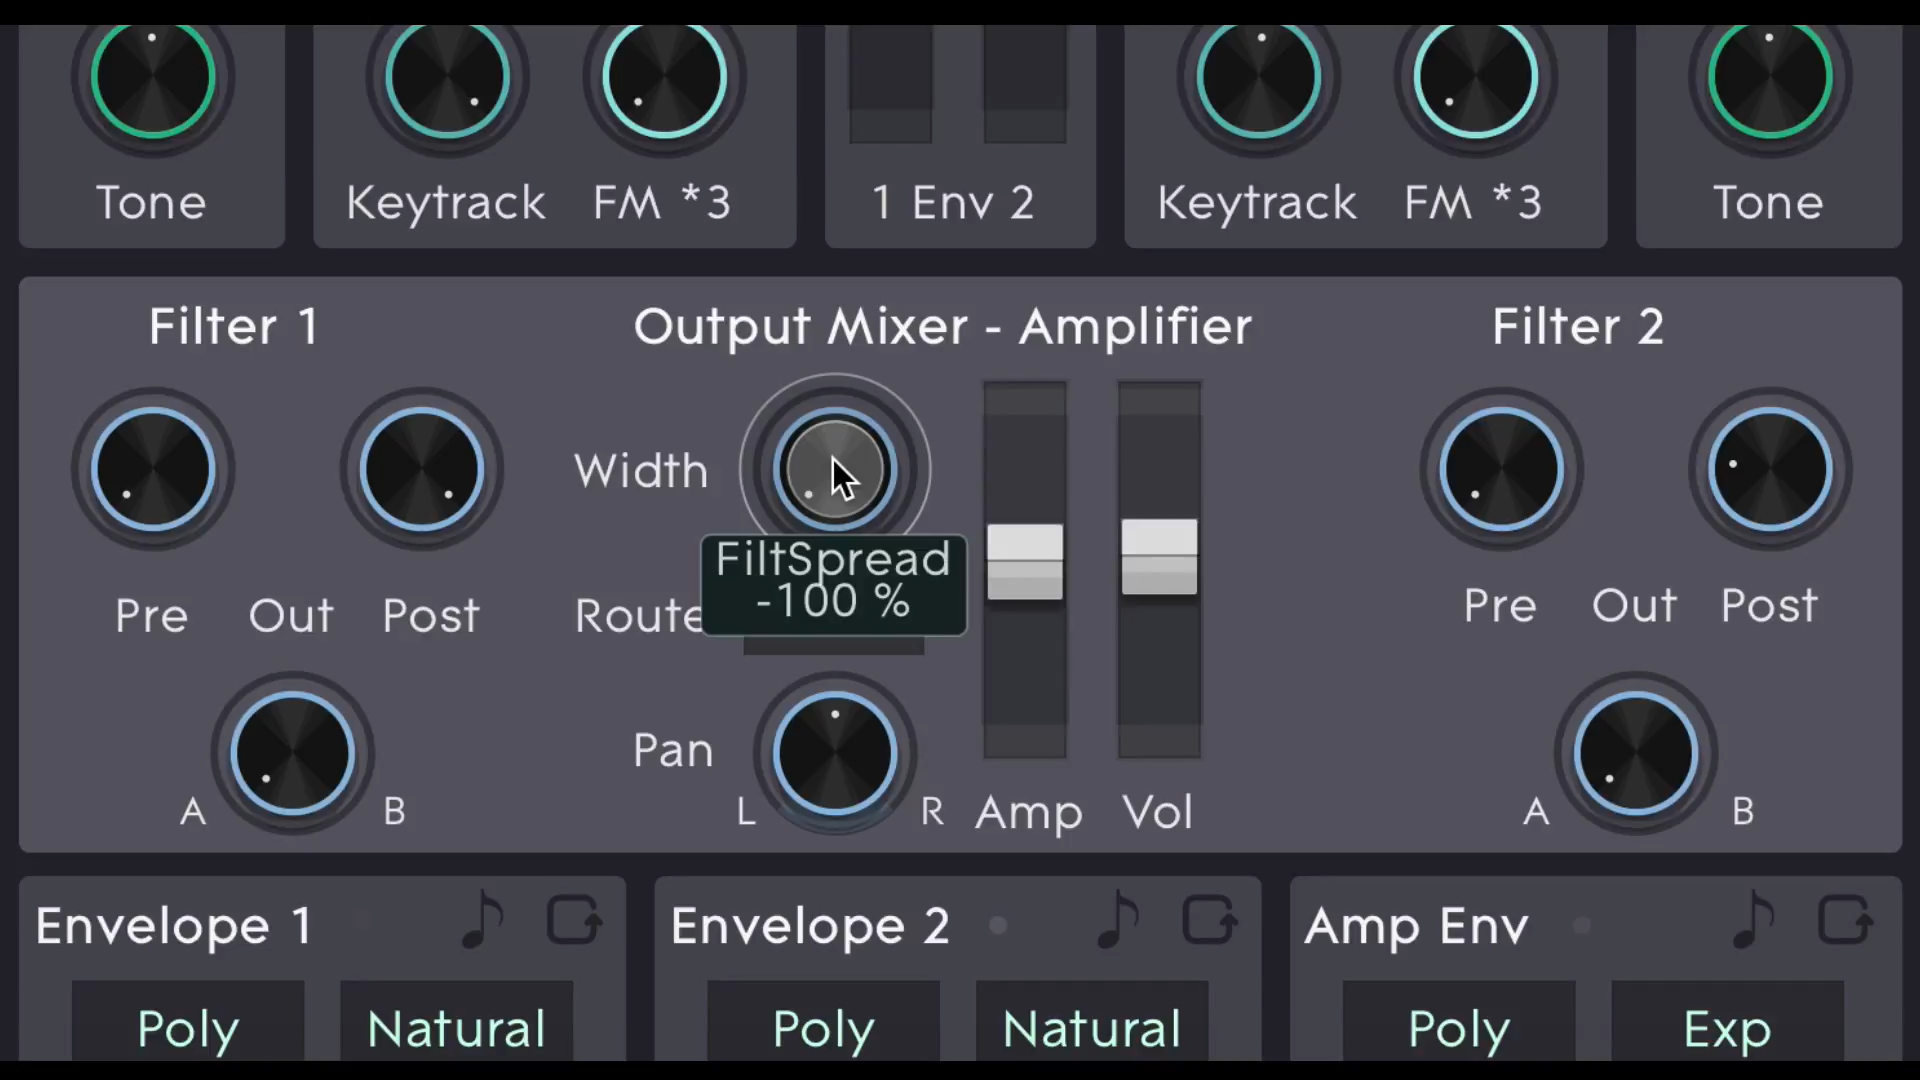 Tone
Keytrack
FM *3
1 Env 2
Keytrack
FM *3
Tone
Filter 1
Output Mixer - Amplifier
Filter 2
Width
FiltSpread
-100 %
Pre
Out
Post
Route
Pre
Out
Post
Pan
A
B
L
R
Amp
Vol
A
B
Envelope 1
Envelope 2
Amp Env
Poly
Natural
Poly
Natural
Poly
Exp